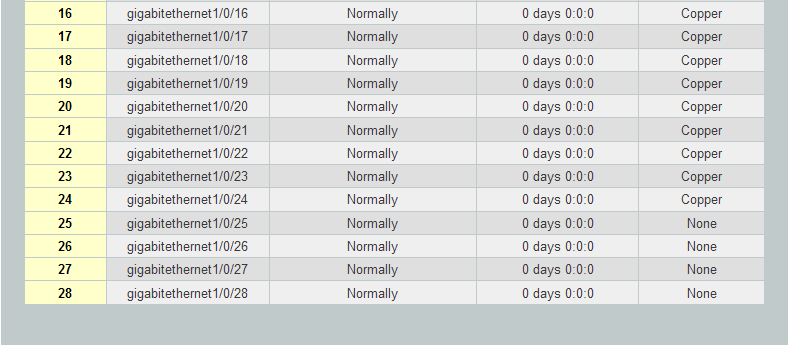 16 gigabitethernet1/0/16 Normally 0 days 0:0:0 Copper
17 gigabitethernet1/0/17 Normally 0 days 0:0:0 Copper
18 gigabitethernet1/0/18 Normally 0 days 0:0:0 Copper
19 gigabitethernet1/0/19 Normally 0 days 0:0:0 Copper
20 gigabitethernet1/0/20 Normally 0 days 0:0:0 Copper
21 gigabitethernet1/0/21 Normally 0 days 0:0:0 Copper
22 gigabitethernet1/0/22 Normally 0 days 0:0:0 Copper
23 gigabitethernet1/0/23 Normally 0 days 0:0:0 Copper
24 gigabitethernet1/0/24 Normally 0 days 0:0:0 Copper
25 gigabitethernet1/0/25 Normally 0 days 0:0:0 None
26 gigabitethernet1/0/26 Normally 0 days 0:0:0 None
27 gigabitethernet1/0/27 Normally 0 days 0:0:0 None
28 gigabitethernet1/0/28 Normally 0 days 0:0:0 None